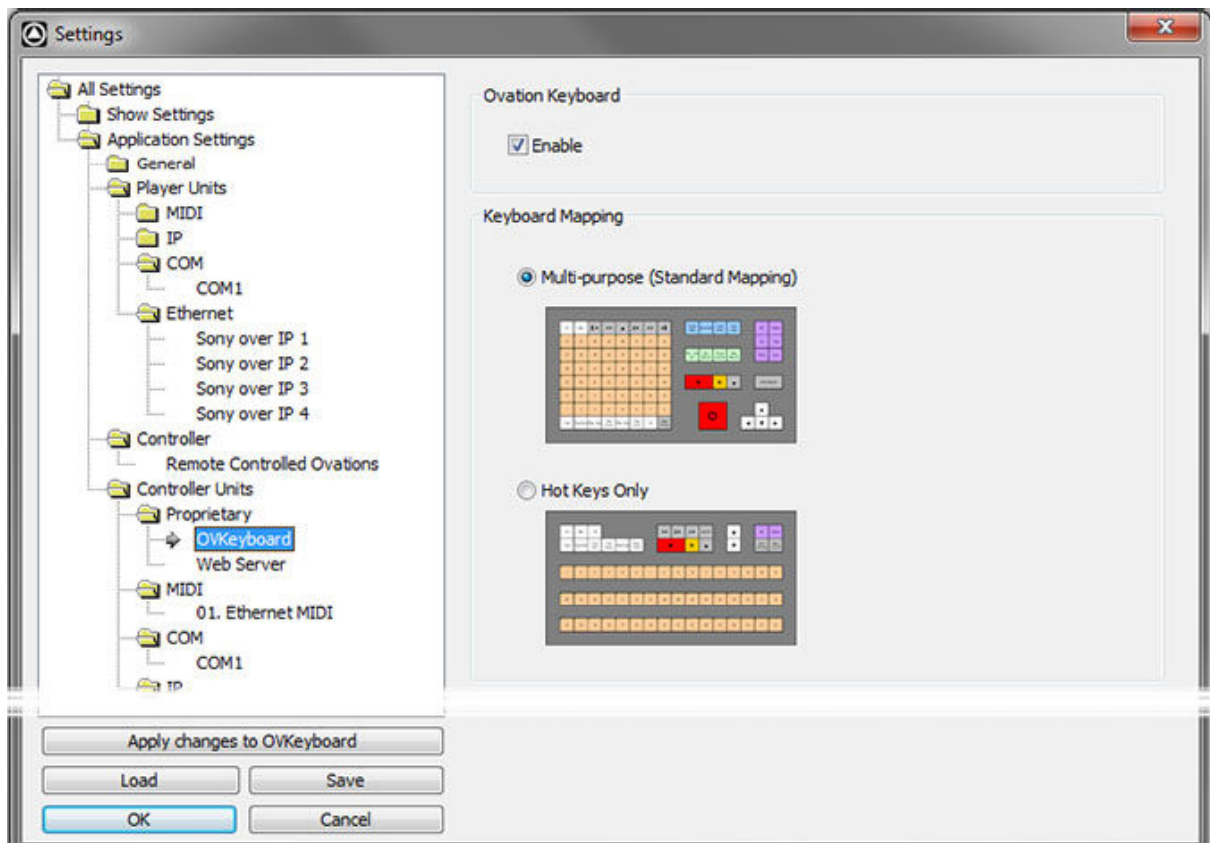 Settings
All Settings
Show Settings
Application Settings
General
Player Units
MIDI
IP
COM
COM1
Ethernet
Sony over IP 1
Sony over IP 2
Sony over IP 3
Sony over IP 4
Controller
Remote Controlled Ovations
Controller Units
Proprietary
OVKeyboard
Web Server
MIDI
01. Ethernet MIDI
COM
COM1
IP
Apply changes to OVKeyboard
Load
Save
OK
Cancel
Ovation Keyboard
Enable
Keyboard Mapping
Multi-purpose (Standard Mapping)
Hot Keys Only